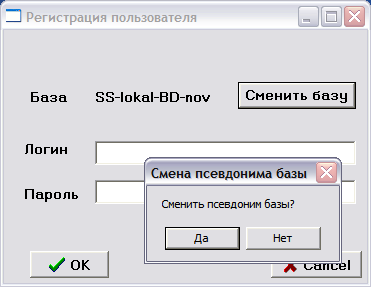 Регистрация пользователя
База SS-lokal-BD-nov Сменить базу
Логин
Пароль
Смена псевдонима базы
Сменить псевдоним базы?
Да Нет
OK Cancel